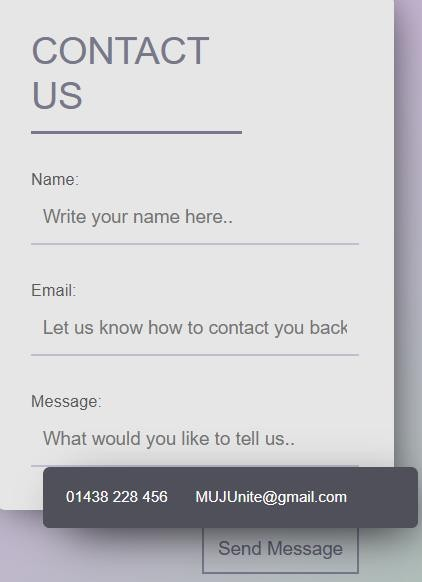 CONTACT
US
Name:
Write your name here..
Email:
Let us know how to contact you back
Message:
What would you like to tell us..
01438 228 456 MUJUnite@gmail.com
Send Message